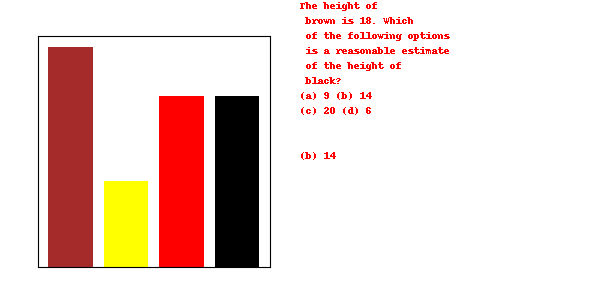 The height of
brown is 18. Which
of the following options
is a reasonable estimate
of the height of
black?
(a) 9 (b) 14
(c) 20 (d) 6
(b) 14